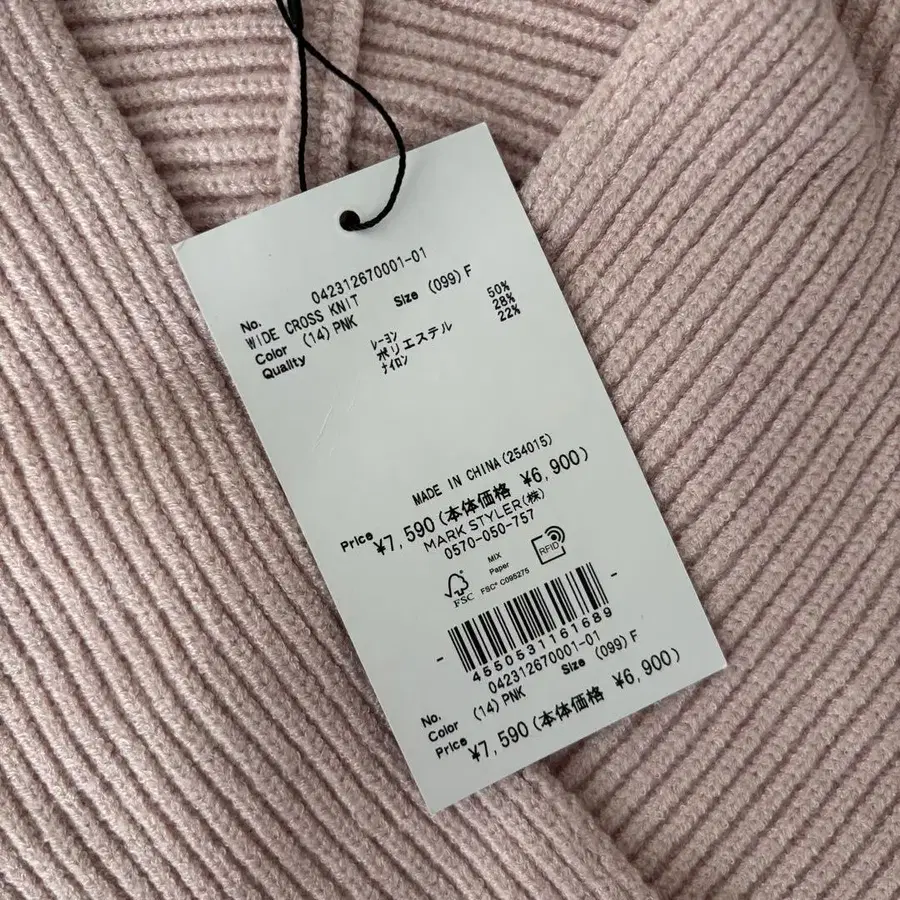 No. 042312670001-01
WIDE CROSS KNIT
Color (14)PNK Size (099)F
Quality レーヨン 50%
ポリエステル 28%
ナイロン 22%
MADE IN CHINA(254015)
Price ¥7,590(本体価格 ¥6,900)
MARK STYLER(株)
0570-050-757
FSC
MIX
Paper
FSC® C095275
RFID
4550531161689
No. 042312670001-01
Color (14)PNK Size (099)F
Price ¥7,590(本体価格 ¥6,900)